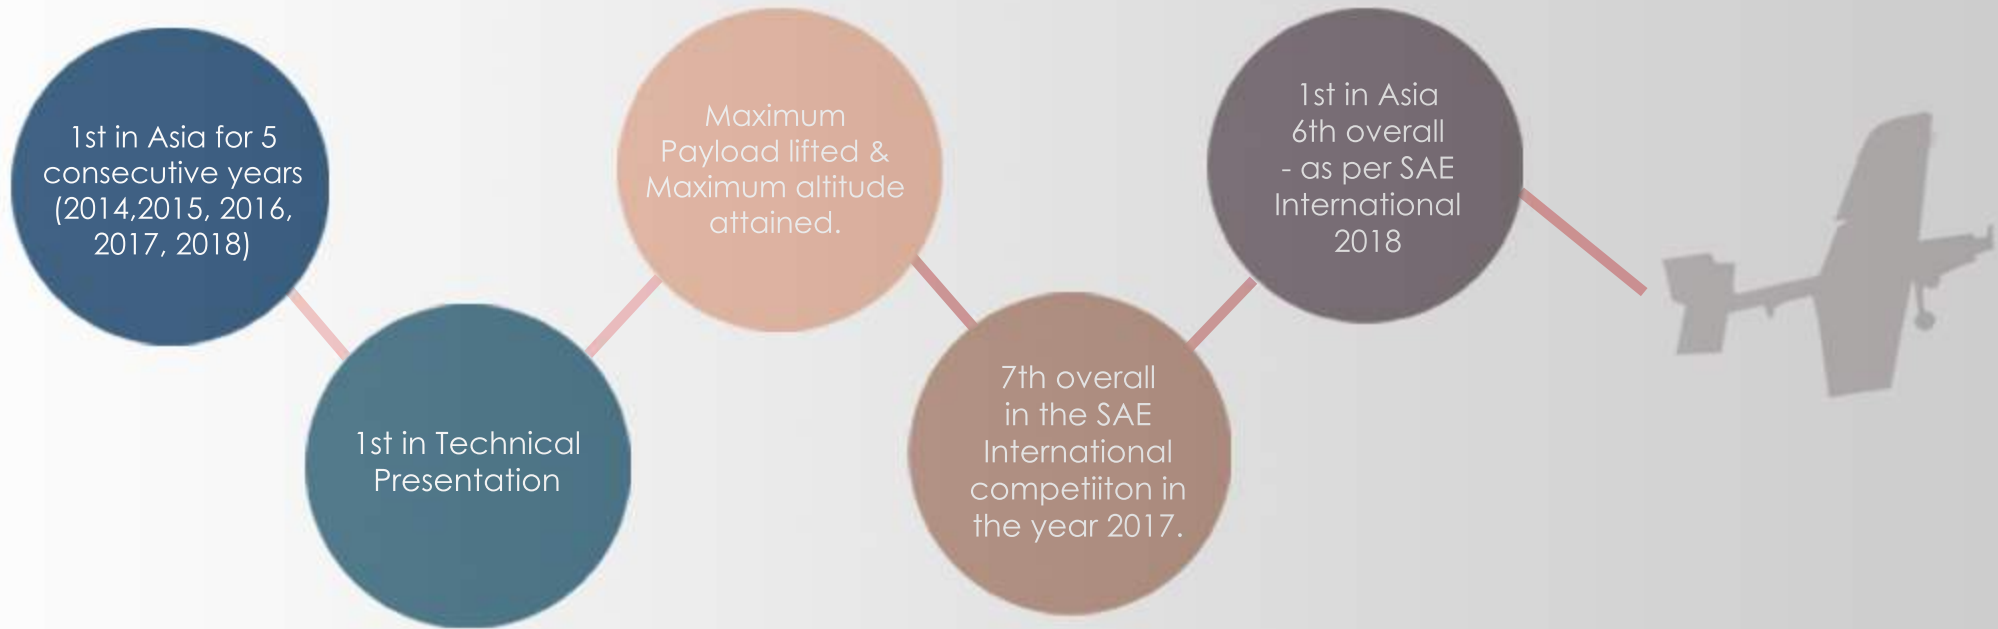 1st in Asia for 5
consecutive years
(2014,2015, 2016,
2017, 2018)
1st in Technical
Presentation
Maximum
Payload lifted &
Maximum altitude
attained.
7th overall
in the SAE
International
competiiton in
the year 2017.
1st in Asia
6th overall
- as per SAE
International
2018